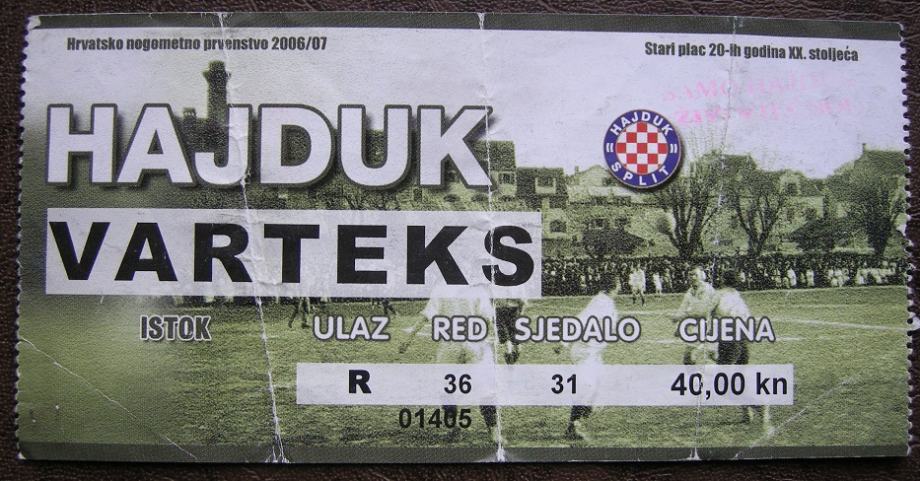 Hrvatsko nogometno prvenstvo 2006/07
Stari plac 20-ih godina XX. stoljeća
HAJDUK
HAJDUK
SPLIT
VARTEKS
ISTOK ULAZ RED SJEDALO CIJENA
R 36 31 40,00 kn
01405